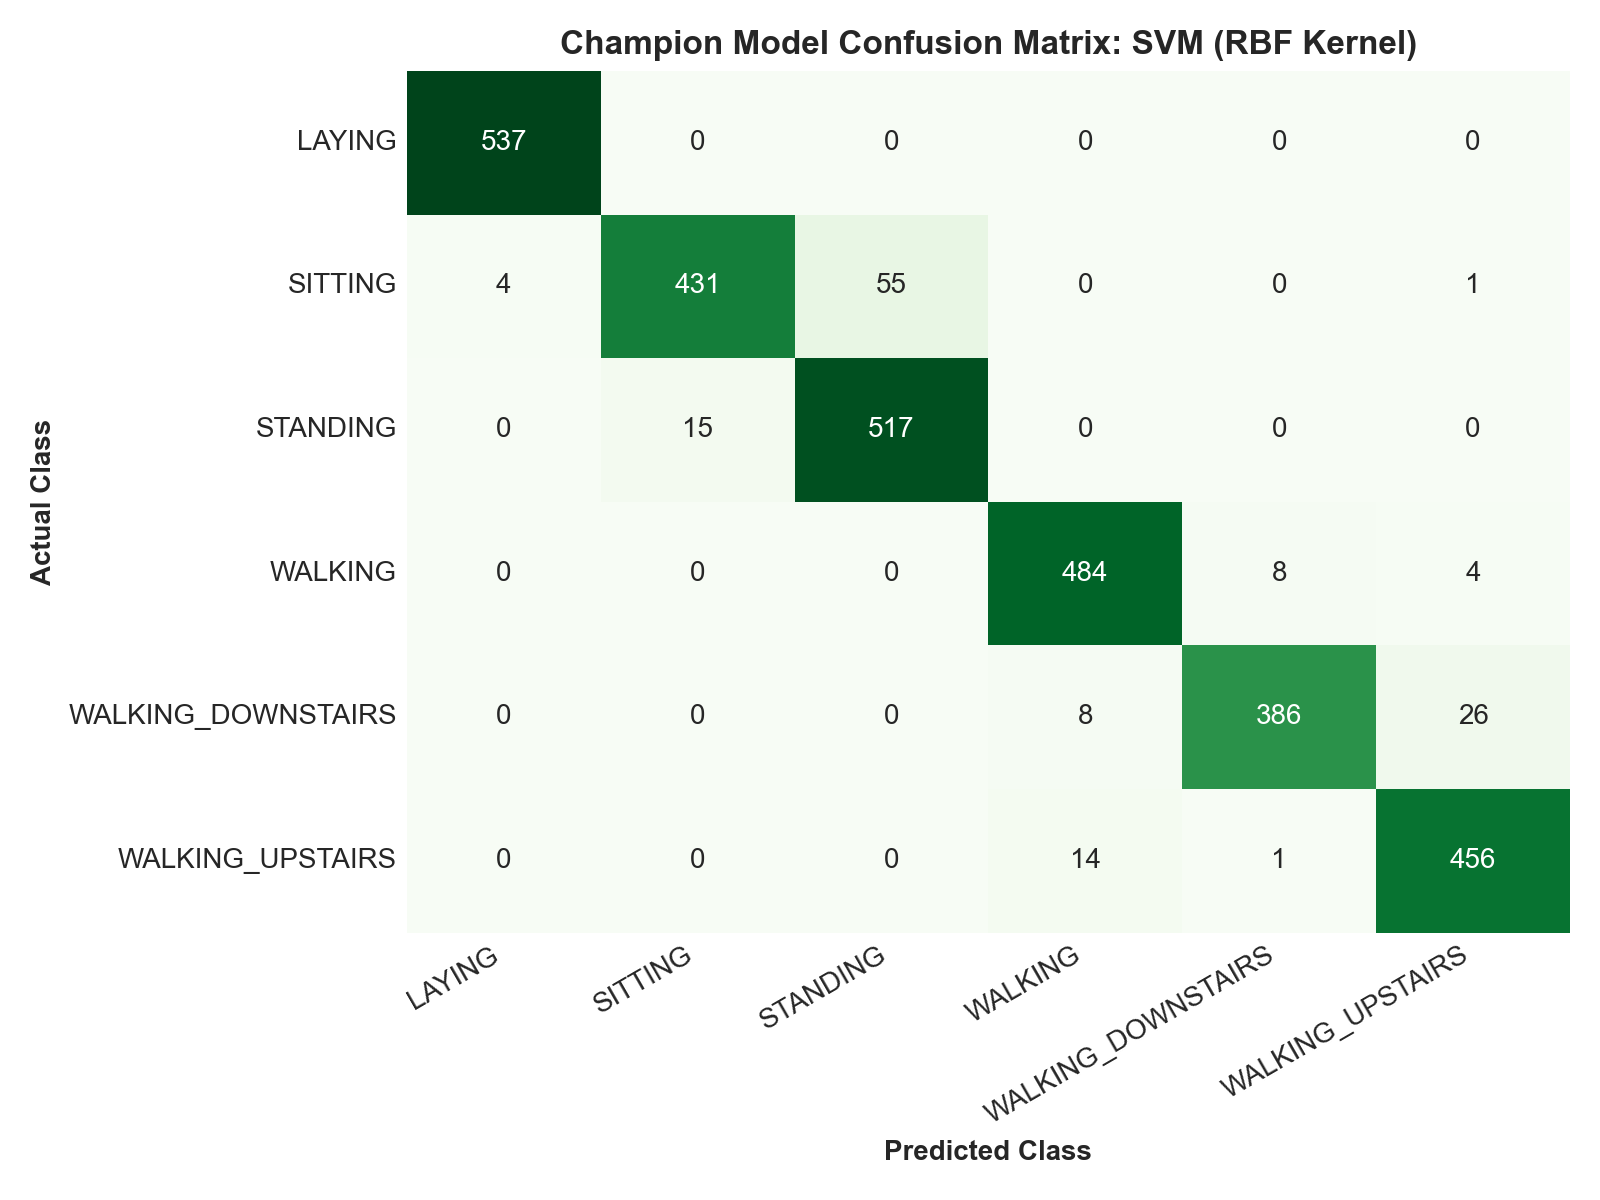 Champion Model Confusion Matrix: SVM (RBF Kernel)
Actual Class
LAYING 537 0 0 0 0 0
SITTING 4 431 55 0 0 1
STANDING 0 15 517 0 0 0
WALKING 0 0 0 484 8 4
WALKING_DOWNSTAIRS 0 0 0 8 386 26
WALKING_UPSTAIRS 0 0 0 14 1 456
LAYING SITTING STANDING WALKING WALKING_DOWNSTAIRS WALKING_UPSTAIRS
Predicted Class